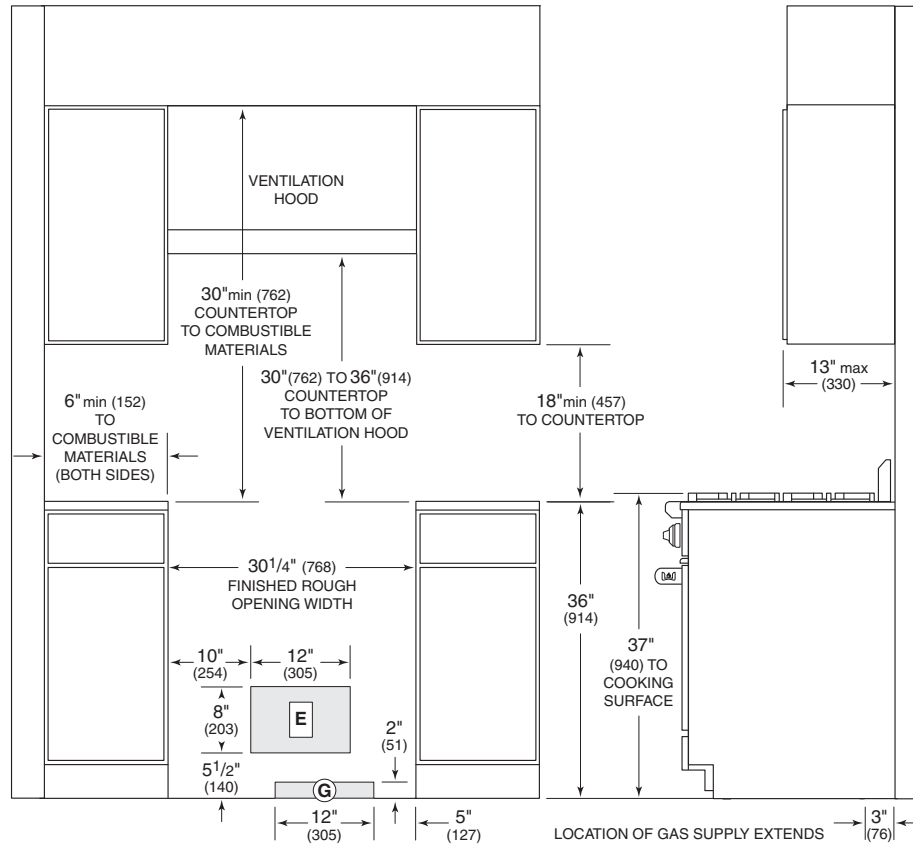 VENTILATION
HOOD
30" min (762)
COUNTERTOP
TO COMBUSTIBLE
MATERIALS
30" (762) TO 36" (914)
COUNTERTOP
TO BOTTOM OF
VENTILATION HOOD
13" max
(330)
6" min (152)
TO
COMBUSTIBLE
MATERIALS
(BOTH SIDES)
18" min (457)
TO COUNTERTOP
30 1/4" (768)
FINISHED ROUGH
OPENING WIDTH
36"
(914)
37"
(940) TO
COOKING
SURFACE
10"
(254)
12"
(305)
8"
(203)
E
2"
(51)
5 1/2"
(140)
G
12"
(305)
5"
(127)
LOCATION OF GAS SUPPLY EXTENDS
3"
(76)